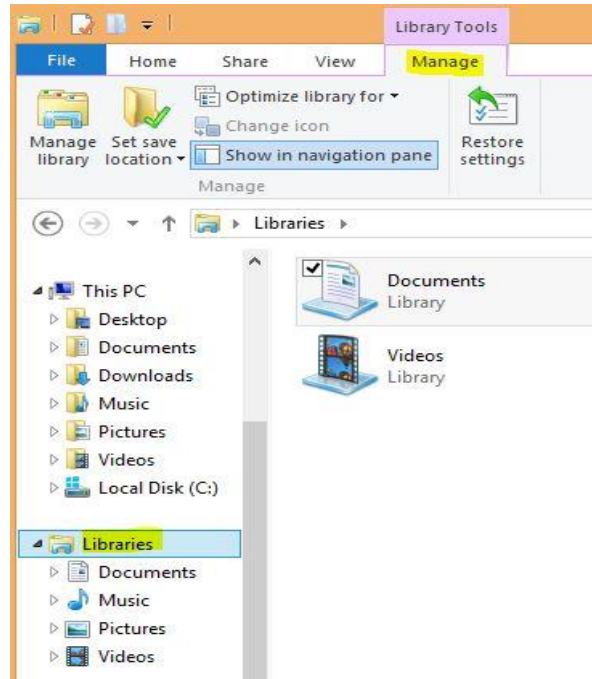 Library Tools
File Home Share View Manage
Manage library
Set save location
Optimize library for
Change icon
Show in navigation pane
Restore settings
Manage
Libraries
This PC
Desktop
Documents
Downloads
Music
Pictures
Videos
Local Disk (C:)
Libraries
Documents
Music
Pictures
Videos
Documents
Library
Videos
Library